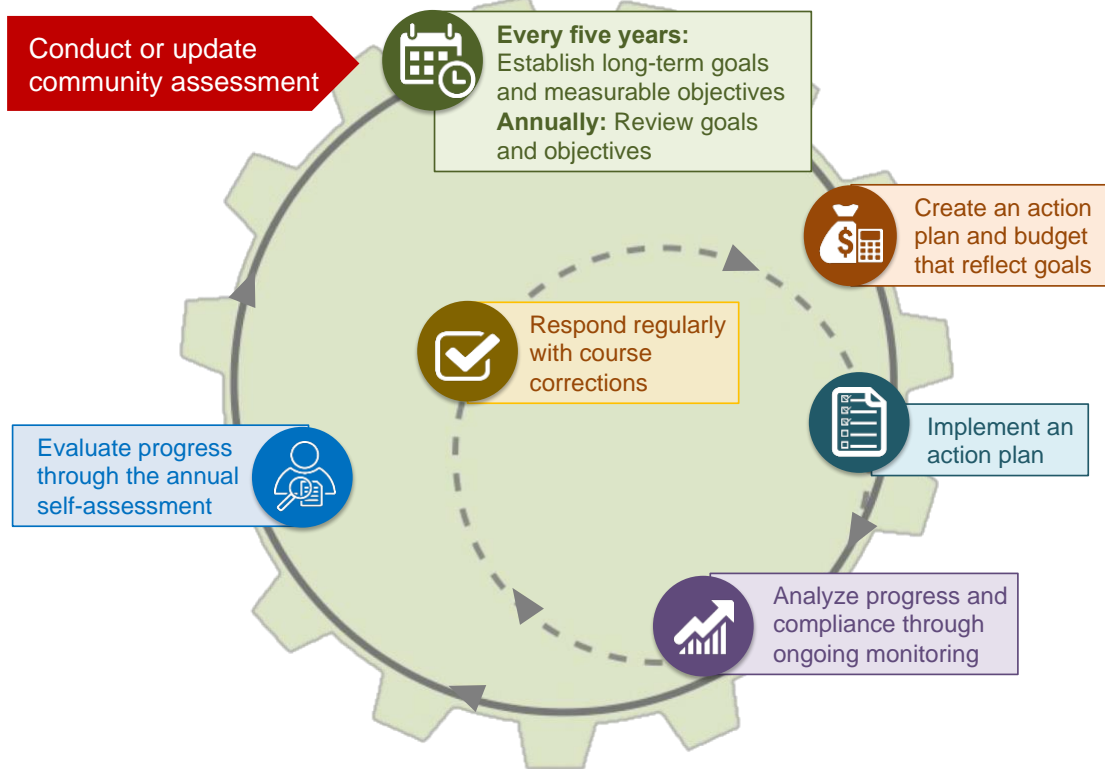 Conduct or update
community assessment
Every five years:
Establish long-term goals
and measurable objectives
Annually: Review goals
and objectives
Create an action
plan and budget
that reflect goals
Respond regularly
with course
corrections
Implement an
action plan
Evaluate progress
through the annual
self-assessment
Analyze progress and
compliance through
ongoing monitoring
$